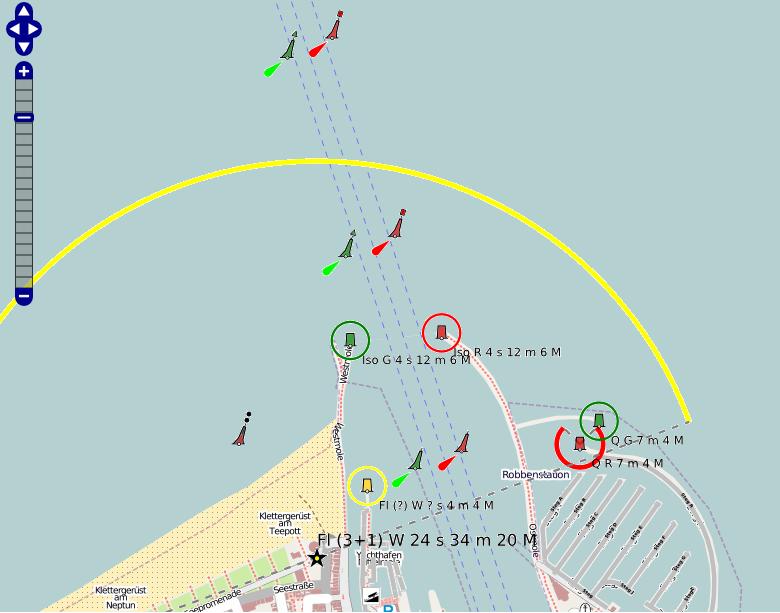 Westmole
Iso G 4 s 12 m 6 M
Iso R 4 s 12 m 6 M
Westmole
Q G 7 m 4 M
Q R 7 m 4 M
Robbenstation
Fl (?) W ? s 4 m 4 M
Klettergerüst
am
Teepott
Fl (3+1) W 24 s 34 m 20 M
Yachthafen
Ostmole
Seestraße
Klettergerüst
am
Neptun
P